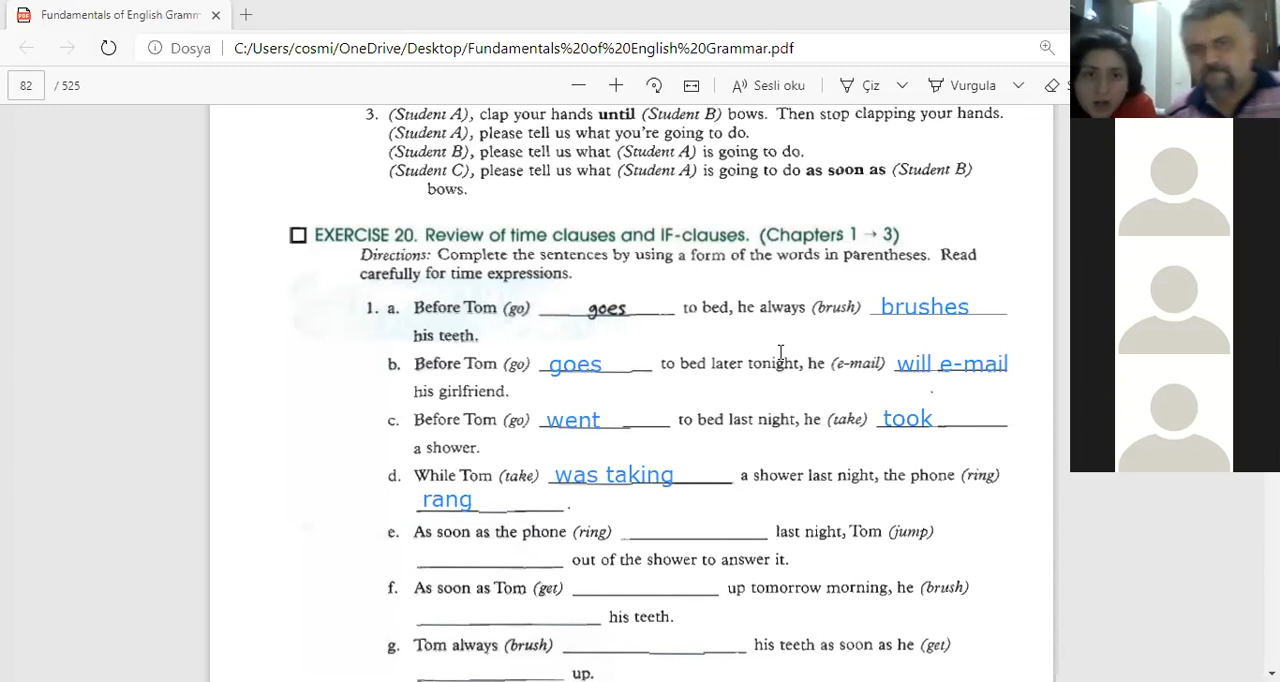 Fundamentals of English Gramm
Dosya
C:/Users/cosmi/OneDrive/Desktop/Fundamentals%20of%20English%20Grammar.pdf
82 / 525
A Sesli oku
Çiz
Vurgula
3. (Student A), clap your hands until (Student B) bows. Then stop clapping your hands.
(Student A), please tell us what you're going to do.
(Student B), please tell us what (Student A) is going to do.
(Student C), please tell us what (Student A) is going to do as soon as (Student B)
bows.
EXERCISE 20. Review of time clauses and IF-clauses. (Chapters 1 → 3)
Directions: Complete the sentences by using a form of the words in parentheses. Read
carefully for time expressions.
1. a. Before Tom (go) goes to bed, he always (brush) brushes
his teeth.
b. Before Tom (go) goes to bed later tonight, he (e-mail) will e-mail
his girlfriend.
c. Before Tom (go) went to bed last night, he (take) took
a shower.
d. While Tom (take) was taking a shower last night, the phone (ring)
rang .
e. As soon as the phone (ring) ____ last night, Tom (jump)
____ out of the shower to answer it.
f. As soon as Tom (get) ____ up tomorrow morning, he (brush)
____ his teeth.
g. Tom always (brush) ____ his teeth as soon as he (get)
____ up.